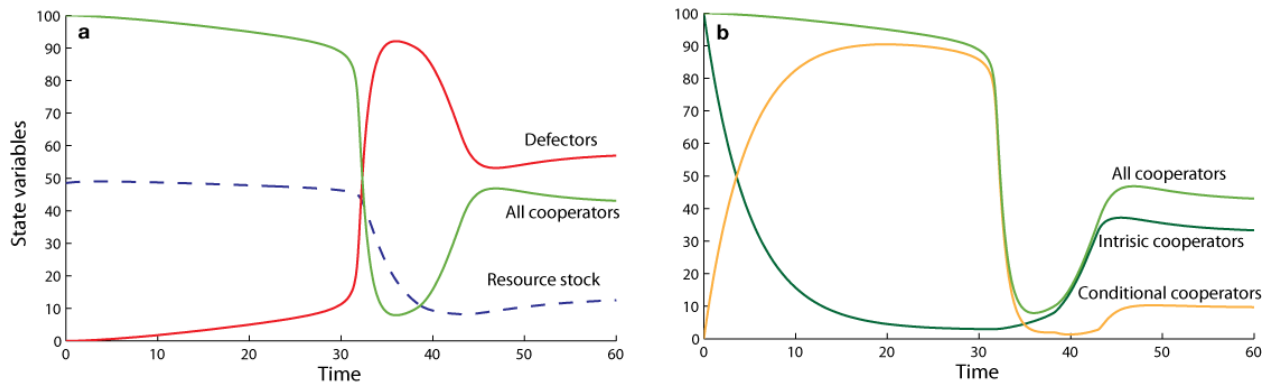 a
100
90
80
70
60
50
40
30
20
10
0
State variables
Defectors
All cooperators
Resource stock
0 10 20 30 40 50 60
Time
b
100
90
80
70
60
50
40
30
20
10
0
All cooperators
Intrisic cooperators
Conditional cooperators
0 10 20 30 40 50 60
Time